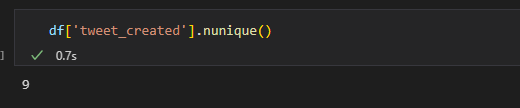 df['tweet_created'].nunique()
] ✓ 0.7s
9